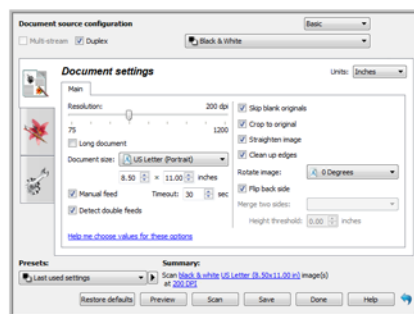 Document source configuration
Basic
Multi-stream
Duplex
Black & White
Document settings
Units: Inches
Main
Resolution: 200 dpi
75 1200
Long document
Document size: US Letter (Portrait)
8.50 × 11.00 inches
Manual feed Timeout: 30 sec
Detect double feeds
Help me choose values for these options
Skip blank originals
Crop to original
Straighten image
Clean up edges
Rotate image: 0 Degrees
Flip back side
Merge two sides:
Height threshold: 0.00 inches
Presets:
Last used settings
Summary:
Scan black & white US Letter (8.50x11.00 in) image(s)
at 200 DPI
Restore defaults Preview Scan Save Done Help